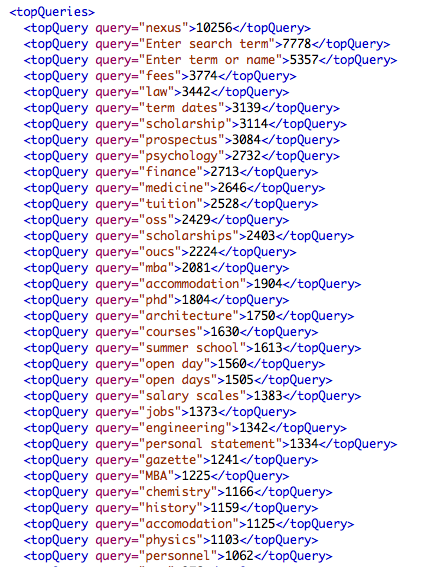 <topQueries>
<topQuery query="nexus">10256</topQuery>
<topQuery query="Enter search term">7778</topQuery>
<topQuery query="Enter term or name">5357</topQuery>
<topQuery query="fees">3774</topQuery>
<topQuery query="law">3442</topQuery>
<topQuery query="term dates">3139</topQuery>
<topQuery query="scholarship">3114</topQuery>
<topQuery query="prospectus">3084</topQuery>
<topQuery query="psychology">2732</topQuery>
<topQuery query="finance">2713</topQuery>
<topQuery query="medicine">2646</topQuery>
<topQuery query="tuition">2528</topQuery>
<topQuery query="oss">2429</topQuery>
<topQuery query="scholarships">2403</topQuery>
<topQuery query="oucs">2224</topQuery>
<topQuery query="mba">2081</topQuery>
<topQuery query="accommodation">1904</topQuery>
<topQuery query="phd">1804</topQuery>
<topQuery query="architecture">1750</topQuery>
<topQuery query="courses">1630</topQuery>
<topQuery query="summer school">1613</topQuery>
<topQuery query="open day">1560</topQuery>
<topQuery query="open days">1505</topQuery>
<topQuery query="salary scales">1383</topQuery>
<topQuery query="jobs">1373</topQuery>
<topQuery query="engineering">1342</topQuery>
<topQuery query="personal statement">1334</topQuery>
<topQuery query="gazette">1241</topQuery>
<topQuery query="MBA">1225</topQuery>
<topQuery query="chemistry">1166</topQuery>
<topQuery query="history">1159</topQuery>
<topQuery query="accomodation">1125</topQuery>
<topQuery query="physics">1103</topQuery>
<topQuery query="personnel">1062</topQuery>